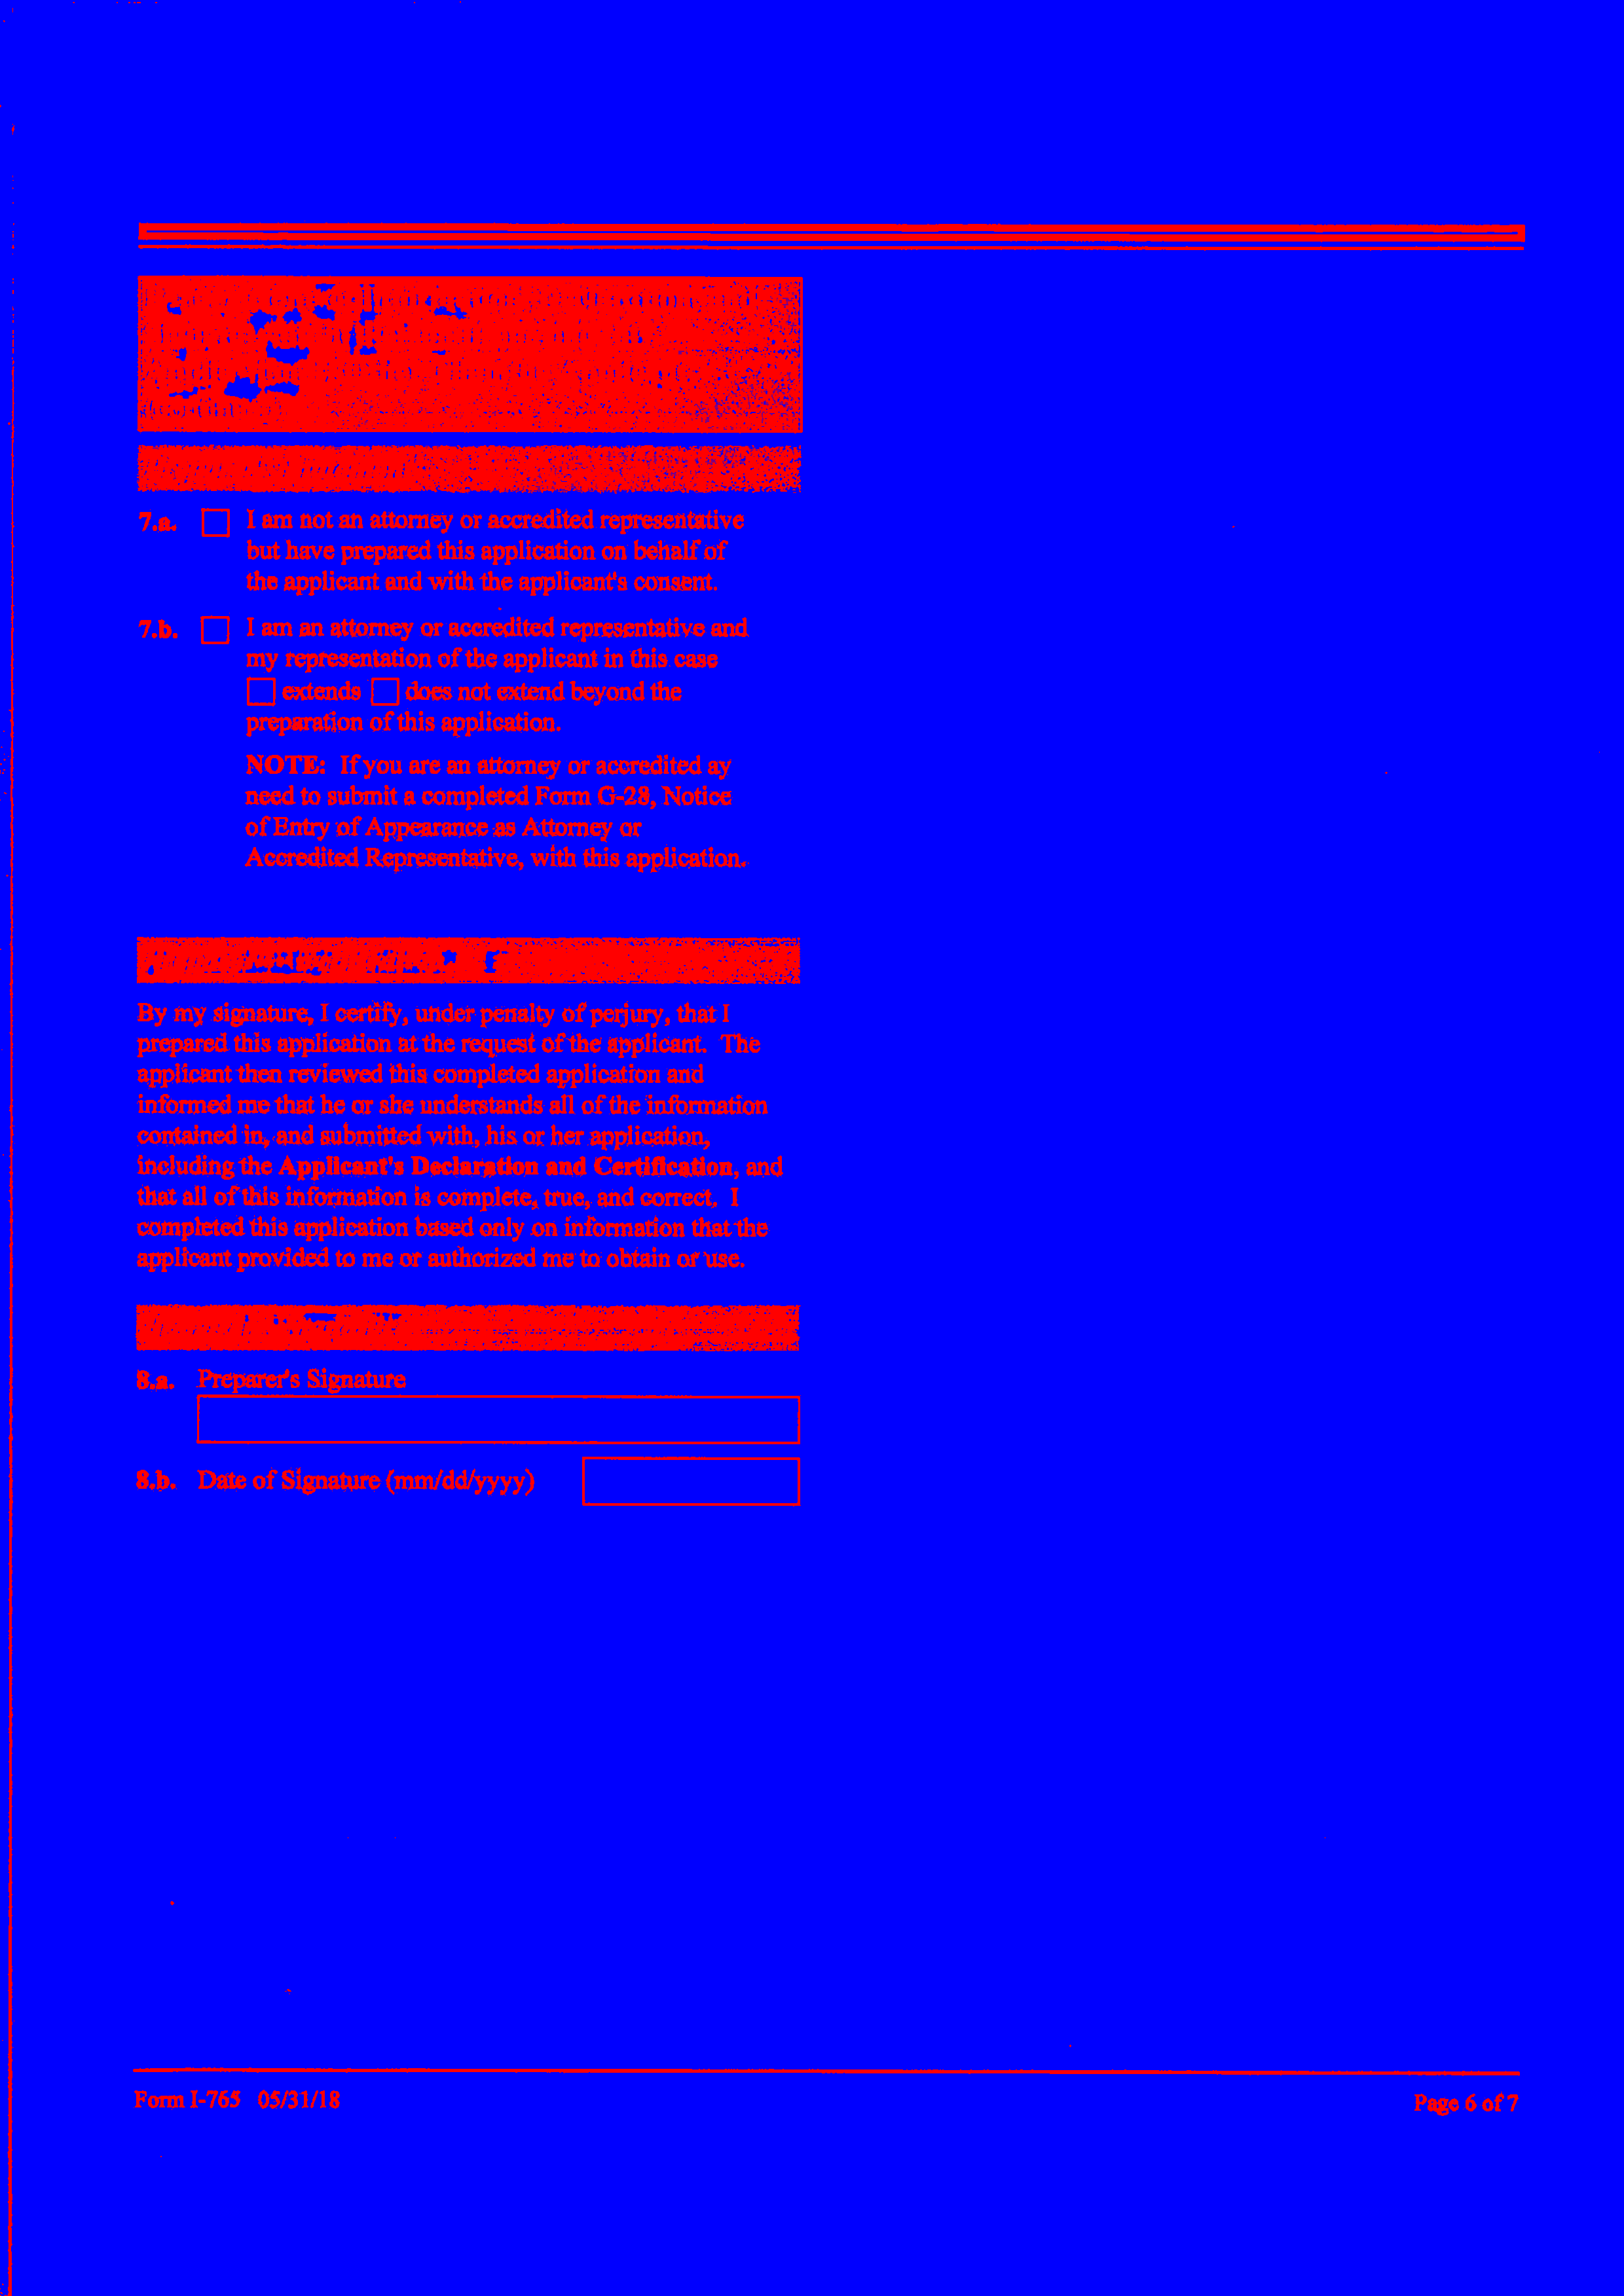 7.a. I am not an attorney or accredited representative
but have prepared this application on behalf of
the applicant and with the applicant's consent.
7.b. I am an attorney or accredited representative and
my representation of the applicant in this case
extends does not extend beyond the
preparation of this application.
NOTE: If you are an attorney or accredited ay
need to submit a completed Form G-28, Notice
of Entry of Appearance as Attorney or
Accredited Representative, with this application.
By my signature, I certify, under penalty of perjury, that I
prepared this application at the request of the applicant. The
applicant then reviewed this completed application and
informed me that he or she understands all of the information
contained in, and submitted with, his or her application,
including the Applicant's Declaration and Certification, and
that all of this information is complete, true, and correct. I
completed this application based only on information that the
applicant provided to me or authorized me to obtain or use.
8.a. Preparer's Signature
8.b. Date of Signature (mm/dd/yyyy)
Form I-765 05/31/18
Page 6 of 7